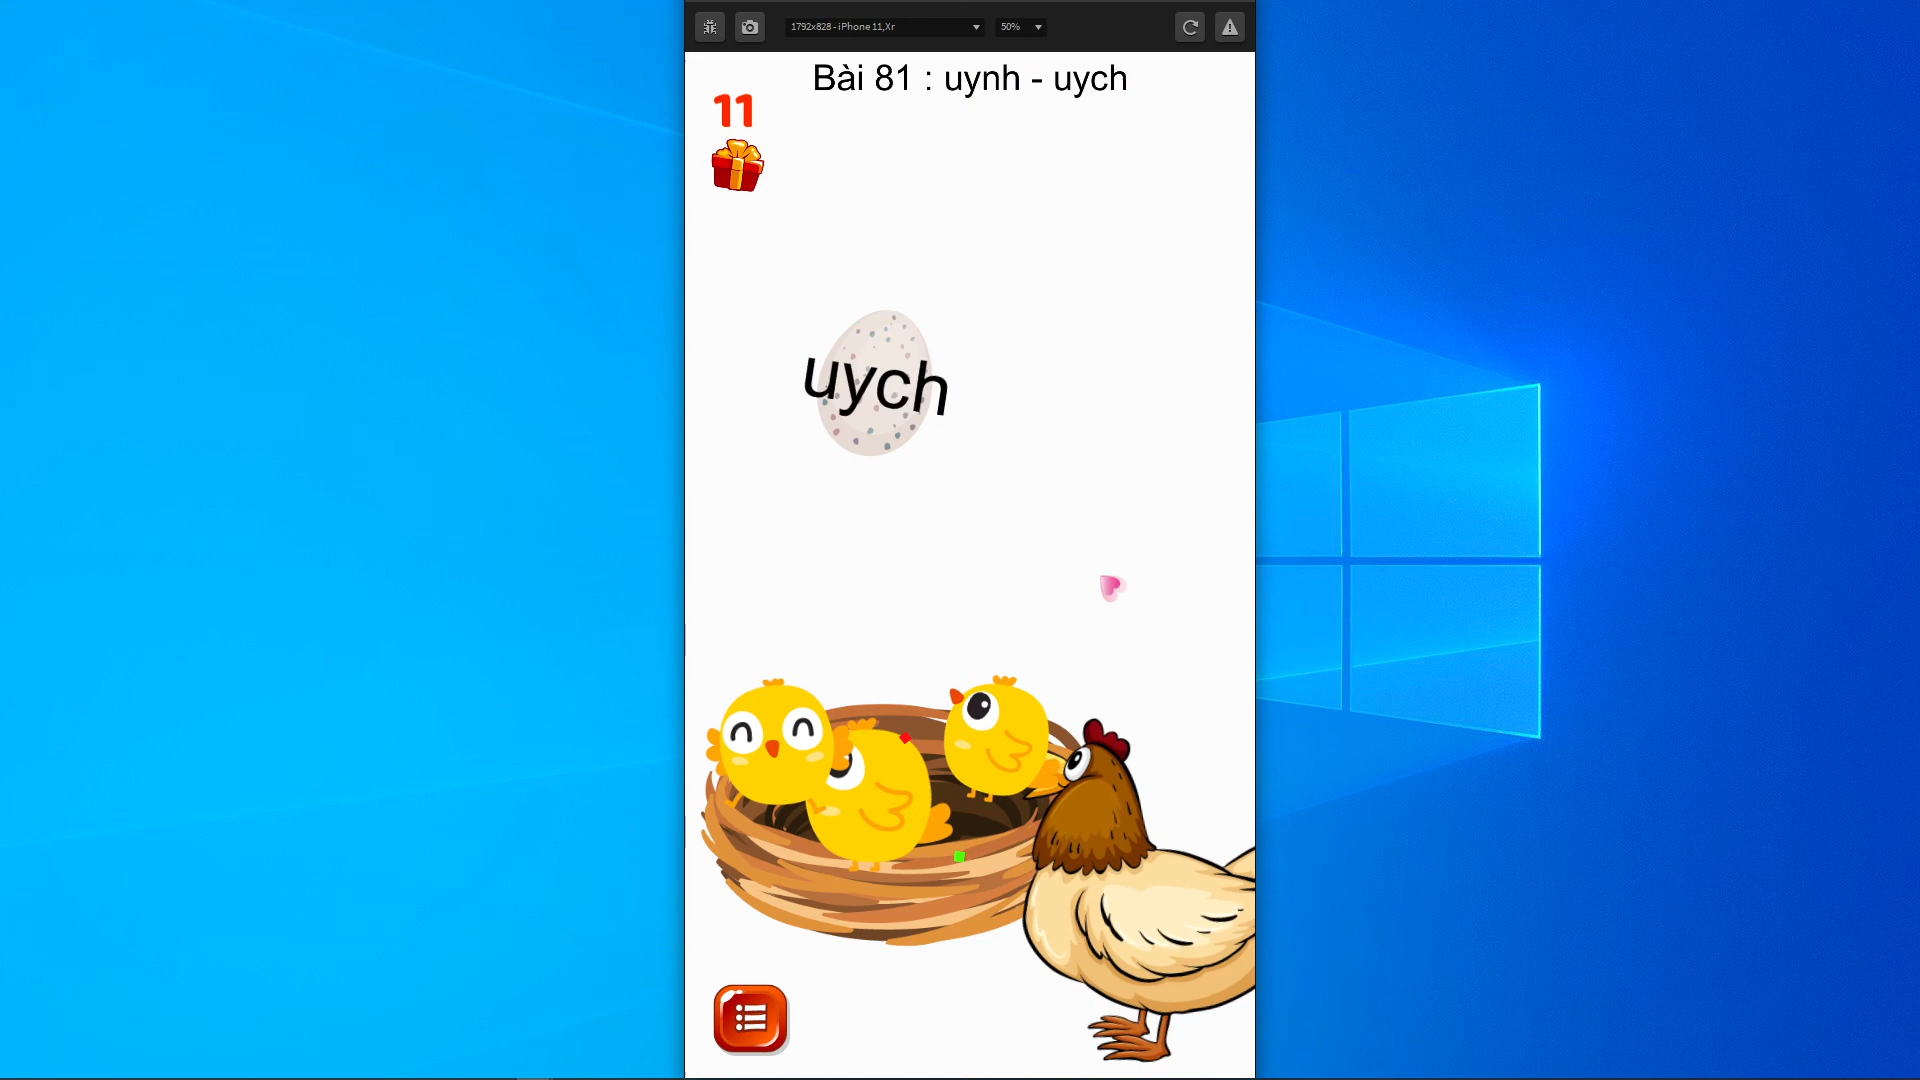 1792x828 - iPhone 11,Xr
50%
Bài 81 : uynh - uych
11
uych